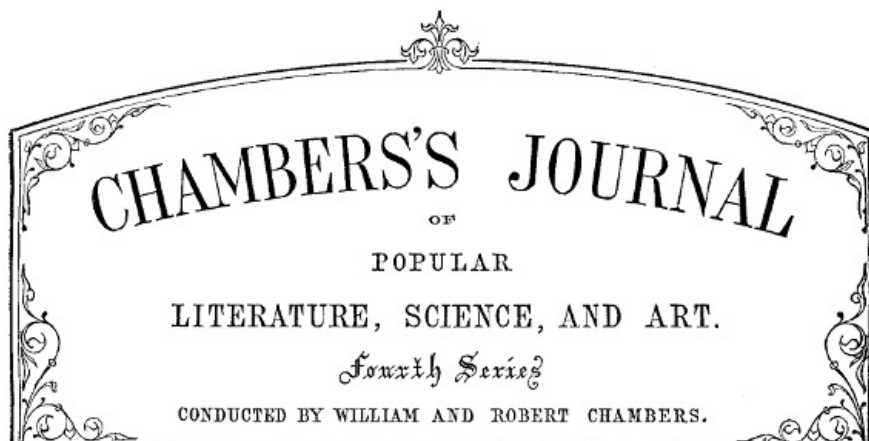 CHAMBERS'S JOURNAL
OF
POPULAR
LITERATURE, SCIENCE, AND ART.
Fourth Series
CONDUCTED BY WILLIAM AND ROBERT CHAMBERS.